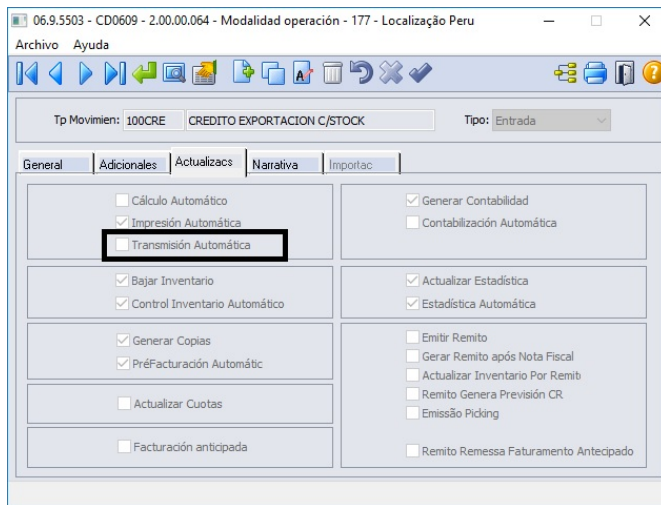 06.9.5503 - CD0609 - 2.00.00.064 - Modalidad operación - 177 - Localização Peru
Archivo Ayuda
Tp Movimien: 100CRE CREDITO EXPORTACION C/STOCK Tipo: Entrada
General Adicionales Actualizacs Narrativa Importac
Cálculo Automático
Impresión Automática
Transmisión Automática
Generar Contabilidad
Contabilización Automática
Bajar Inventario
Control Inventario Automático
Actualizar Estadística
Estadística Automática
Generar Copias
PréFacturación Automátic
Actualizar Cuotas
Facturación anticipada
Emitir Remito
Gerar Remito após Nota Fiscal
Actualizar Inventario Por Remito
Remito Genera Previsión CR
Emissão Picking
Remito Remessa Faturamento Antecipado